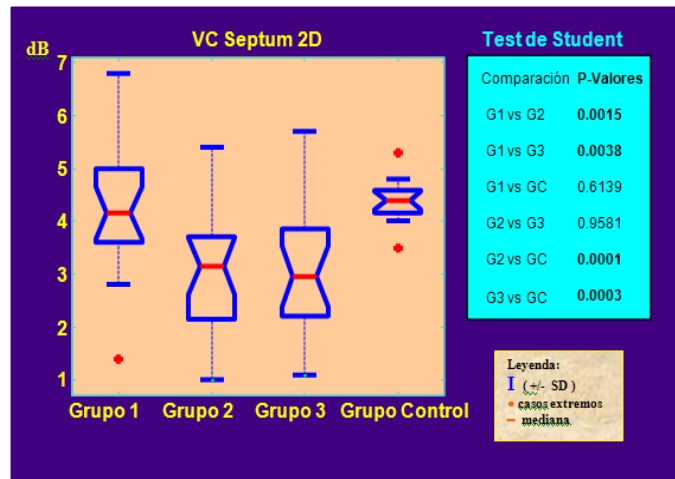 VC Septum 2D
dB
7
6
5
4
3
2
1
Grupo 1 Grupo 2 Grupo 3 Grupo Control
Test de Student
Comparación P-Valores
G1 vs G2 0.0015
G1 vs G3 0.0038
G1 vs GC 0.6139
G2 vs G3 0.9581
G2 vs GC 0.0001
G3 vs GC 0.0003
Leyenda:
I ( +/- SD )
casos extremos
mediana